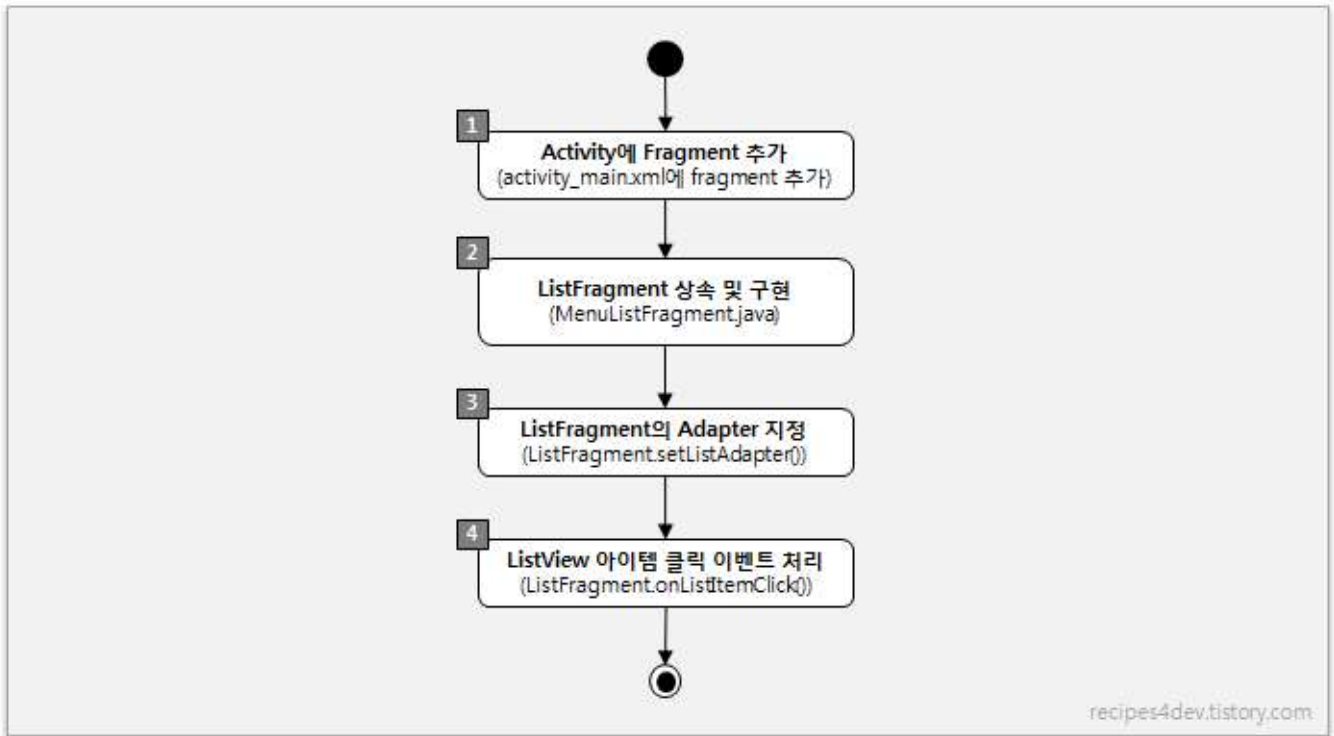 1
Activity에 Fragment 추가
(activity_main.xml에 fragment 추가)
2
ListFragment 상속 및 구현
(MenuListFragment.java)
3
ListFragment의 Adapter 지정
(ListFragment.setListAdapter())
4
ListView 아이템 클릭 이벤트 처리
(ListFragment.onListItemClick())
recipes4dev.tistory.com